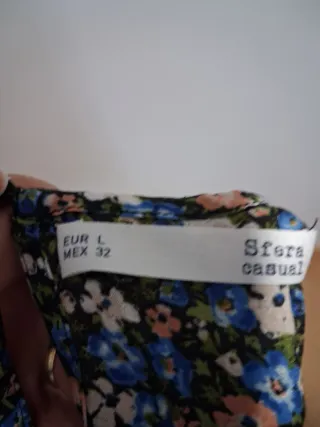 EUR L
MEX 32
Sfera
casual